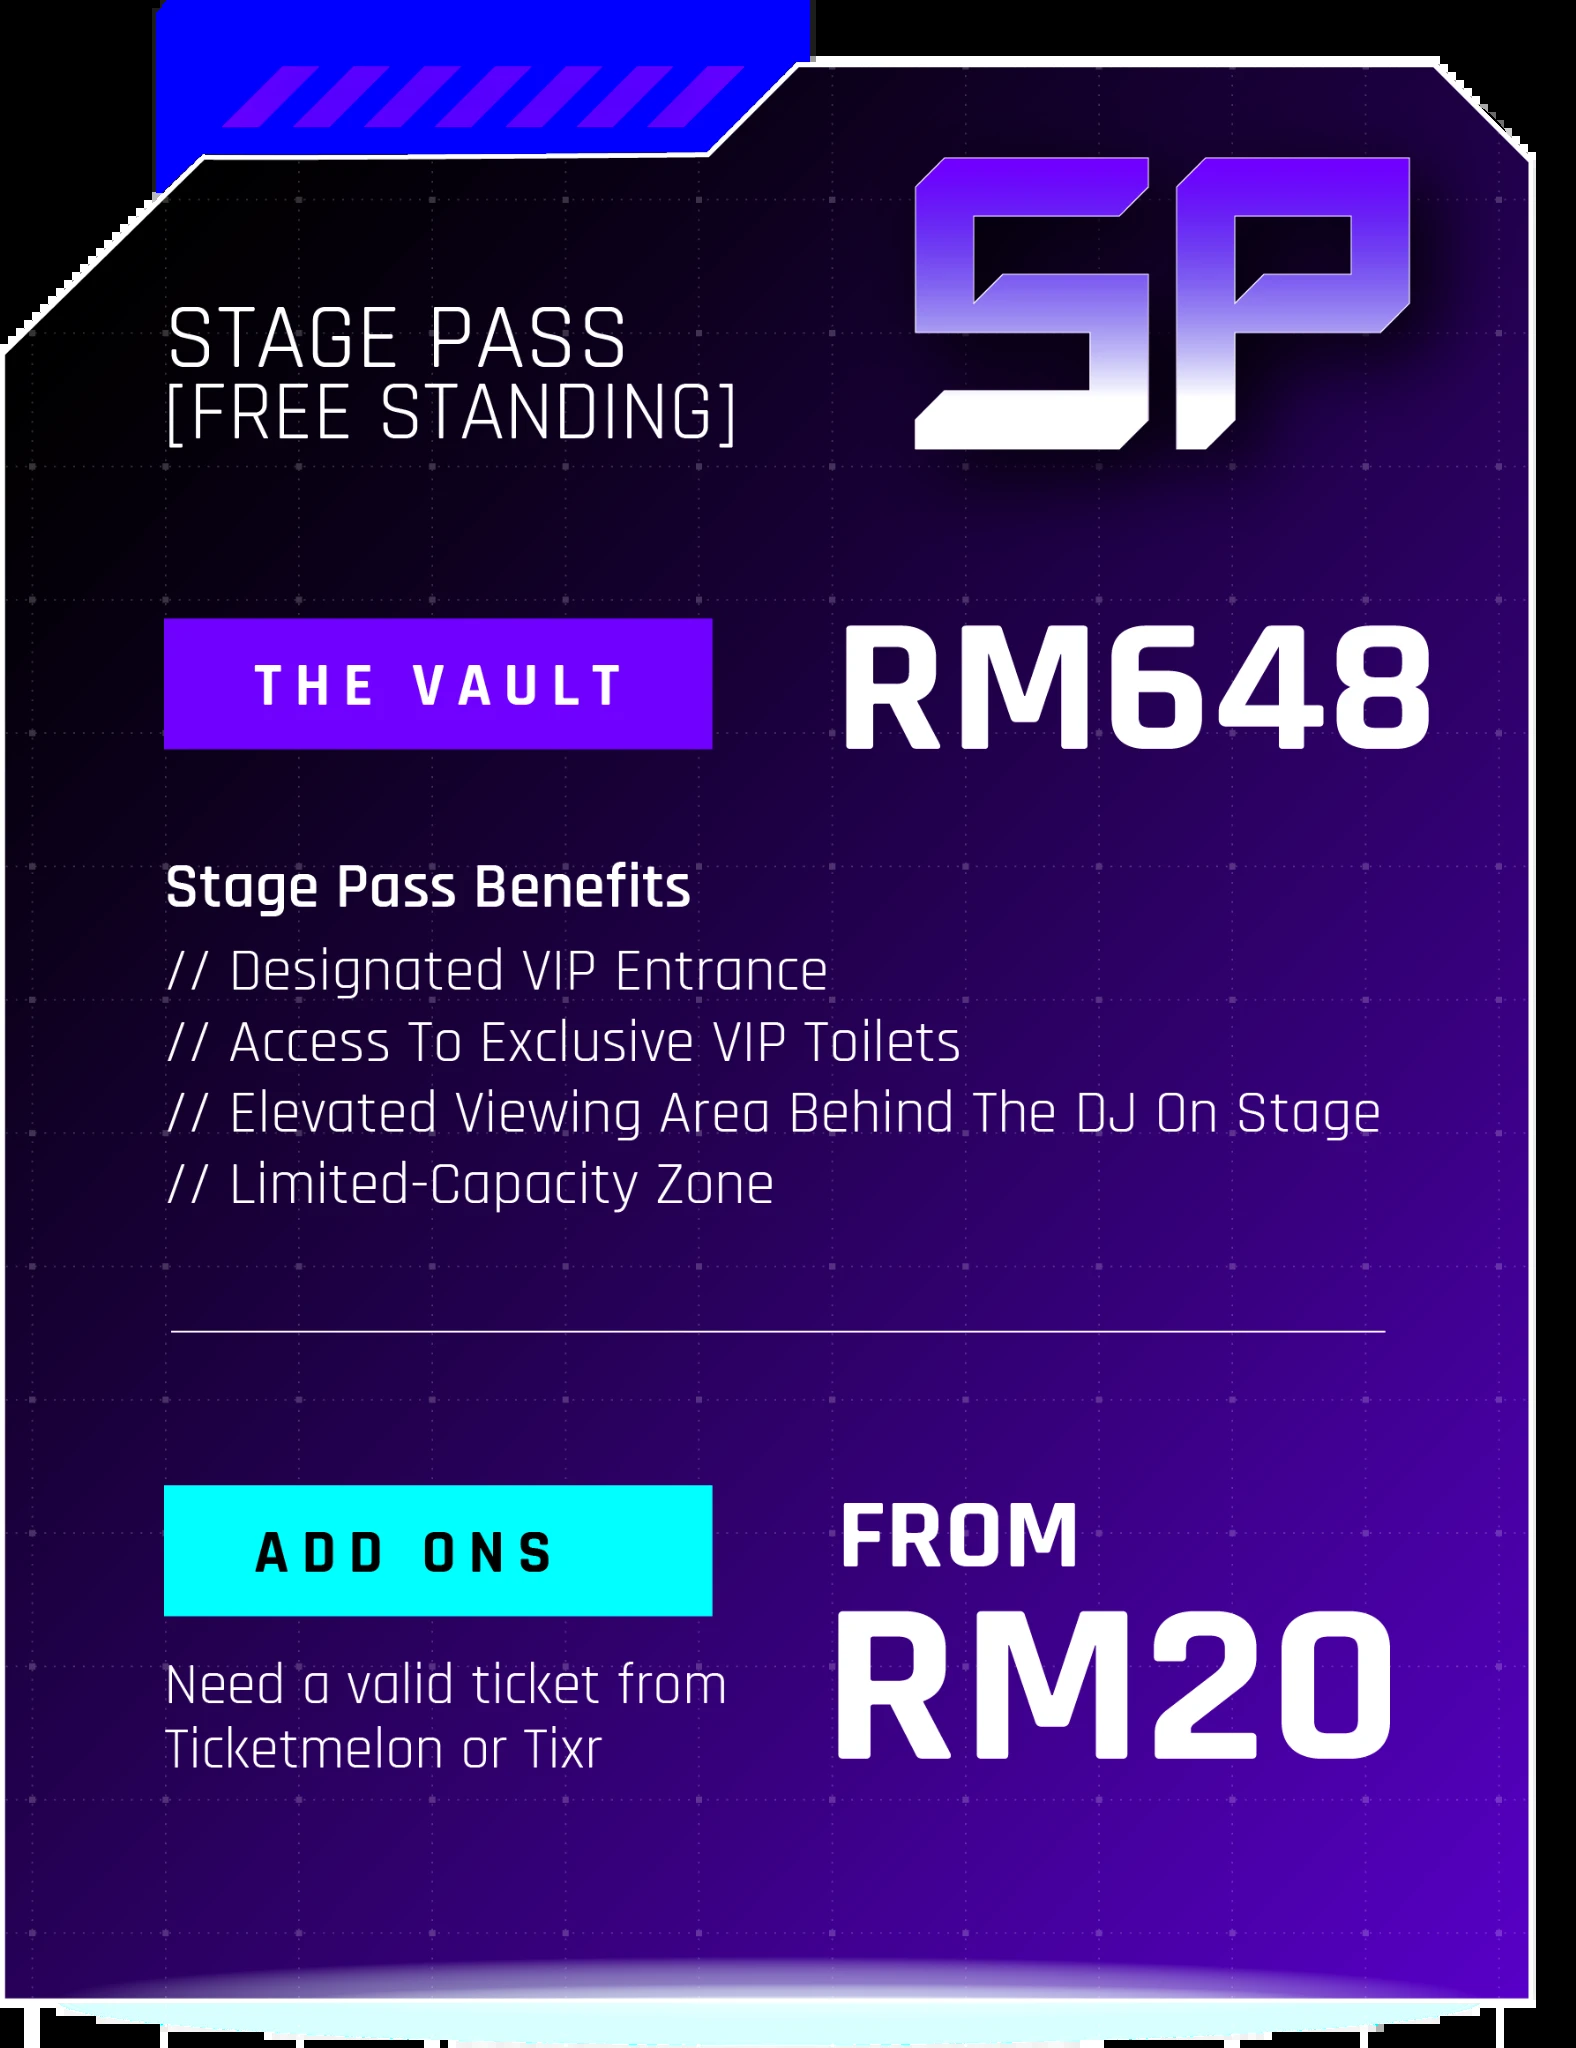 SP
STAGE PASS
[FREE STANDING]
THE VAULT
RM648
Stage Pass Benefits
// Designated VIP Entrance
// Access To Exclusive VIP Toilets
// Elevated Viewing Area Behind The DJ On Stage
// Limited-Capacity Zone
ADD ONS
FROM
RM20
Need a valid ticket from
Ticketmelon or Tixr